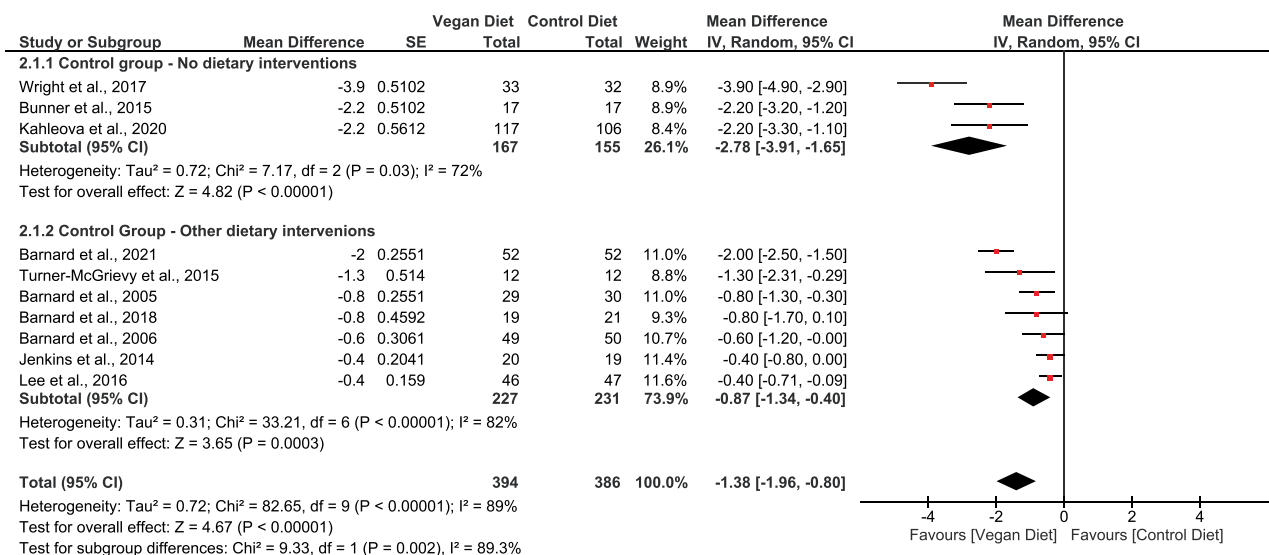 Vegan Diet Control Diet Mean Difference Mean Difference
Study or Subgroup Mean Difference SE Total Total Weight IV, Random, 95% CI IV, Random, 95% CI
2.1.1 Control group - No dietary interventions
Wright et al., 2017 -3.9 0.5102 33 32 8.9% -3.90 [-4.90, -2.90]
Bunner et al., 2015 -2.2 0.5102 17 17 8.9% -2.20 [-3.20, -1.20]
Kahleova et al., 2020 -2.2 0.5612 117 106 8.4% -2.20 [-3.30, -1.10]
Subtotal (95% CI) 167 155 26.1% -2.78 [-3.91, -1.65]
Heterogeneity: Tau² = 0.72; Chi² = 7.17, df = 2 (P = 0.03); I² = 72%
Test for overall effect: Z = 4.82 (P < 0.00001)
2.1.2 Control Group - Other dietary intervenions
Barnard et al., 2021 -2 0.2551 52 52 11.0% -2.00 [-2.50, -1.50]
Turner-McGrievy et al., 2015 -1.3 0.514 12 12 8.8% -1.30 [-2.31, -0.29]
Barnard et al., 2005 -0.8 0.2551 29 30 11.0% -0.80 [-1.30, -0.30]
Barnard et al., 2018 -0.8 0.4592 19 21 9.3% -0.80 [-1.70, 0.10]
Barnard et al., 2006 -0.6 0.3061 49 50 10.7% -0.60 [-1.20, -0.00]
Jenkins et al., 2014 -0.4 0.2041 20 19 11.4% -0.40 [-0.80, 0.00]
Lee et al., 2016 -0.4 0.159 46 47 11.6% -0.40 [-0.71, -0.09]
Subtotal (95% CI) 227 231 73.9% -0.87 [-1.34, -0.40]
Heterogeneity: Tau² = 0.31; Chi² = 33.21, df = 6 (P < 0.00001); I² = 82%
Test for overall effect: Z = 3.65 (P = 0.0003)
Total (95% CI) 394 386 100.0% -1.38 [-1.96, -0.80]
Heterogeneity: Tau² = 0.72; Chi² = 82.65, df = 9 (P < 0.00001); I² = 89%
Test for overall effect: Z = 4.67 (P < 0.00001)
Test for subgroup differences: Chi² = 9.33, df = 1 (P = 0.002), I² = 89.3%
-4 -2 0 2 4
Favours [Vegan Diet] Favours [Control Diet]